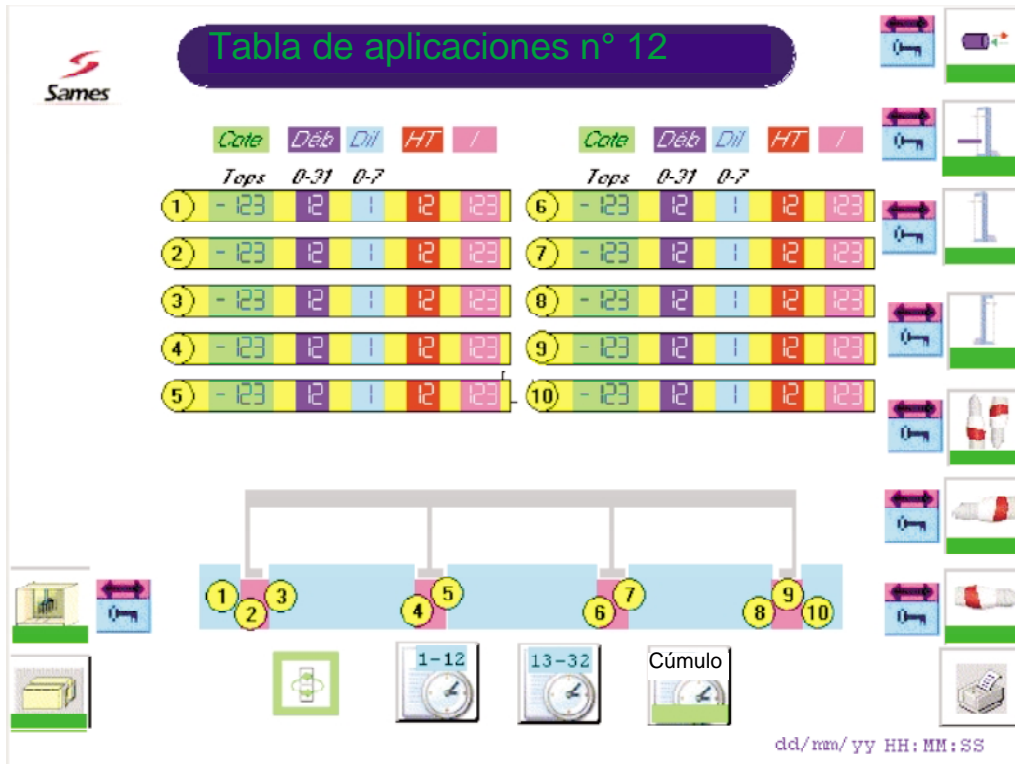 Tabla de aplicaciones n° 12
Sames
Cote Déb Dil HT I Cote Déb Dil HT I
Tops 0-31 0-7 Tops 0-31 0-7
1 - 123 12 1 12 123 6 - 123 12 1 12 123
2 - 123 12 1 12 123 7 - 123 12 1 12 123
3 - 123 12 1 12 123 8 - 123 12 1 12 123
4 - 123 12 1 12 123 9 - 123 12 1 12 123
5 - 123 12 1 12 123 10 - 123 12 1 12 123
1 2 3 4 5 6 7 8 9 10
1-12 13-32 Cúmulo
dd/mm/yy HH:MM:SS